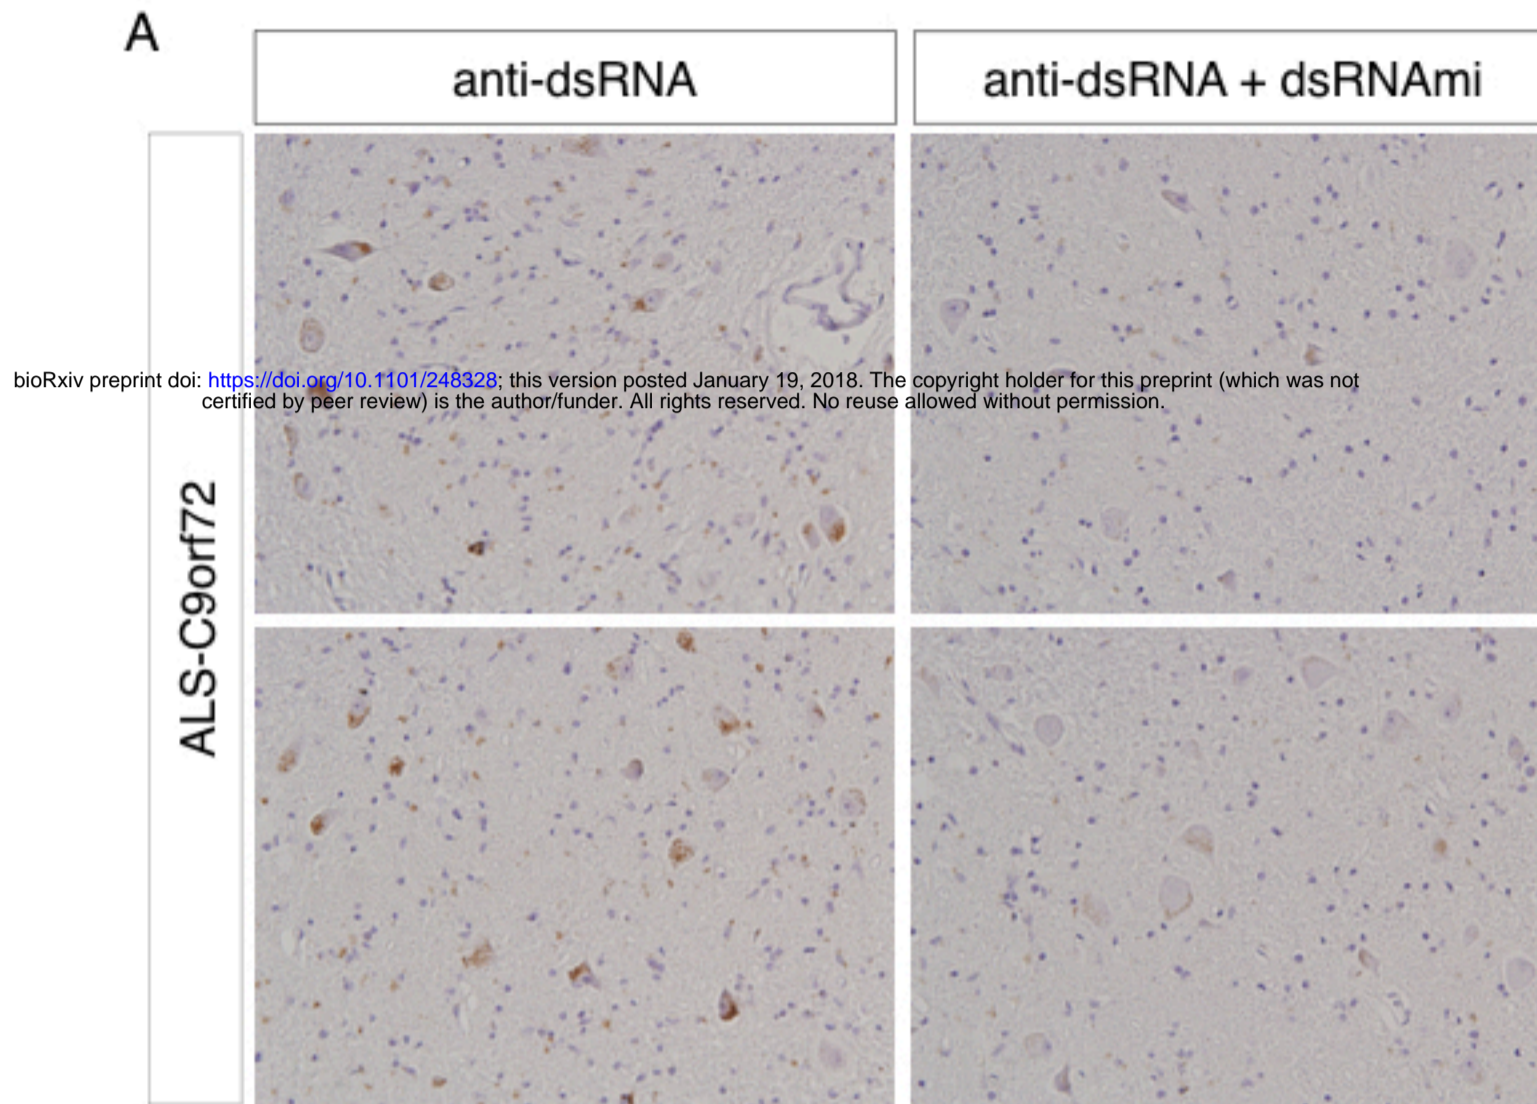 A
anti-dsRNA
anti-dsRNA + dsRNAmi
ALS-C9orf72
bioRxiv preprint doi: https://doi.org/10.1101/248328; this version posted January 19, 2018. The copyright holder for this preprint (which was not
certified by peer review) is the author/funder. All rights reserved. No reuse allowed without permission.